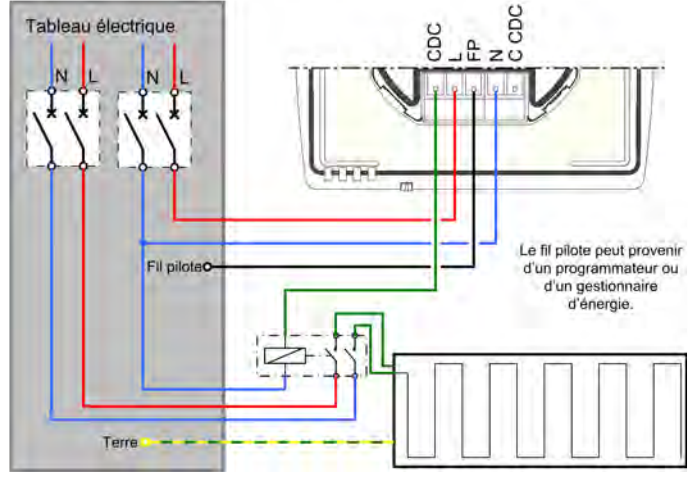 Tableau électrique
N L N L
CDC
L
FP
N
C CDC
Fil pilote
Le fil pilote peut provenir
d'un programmateur ou
d'un gestionnaire
d'énergie.
Terre